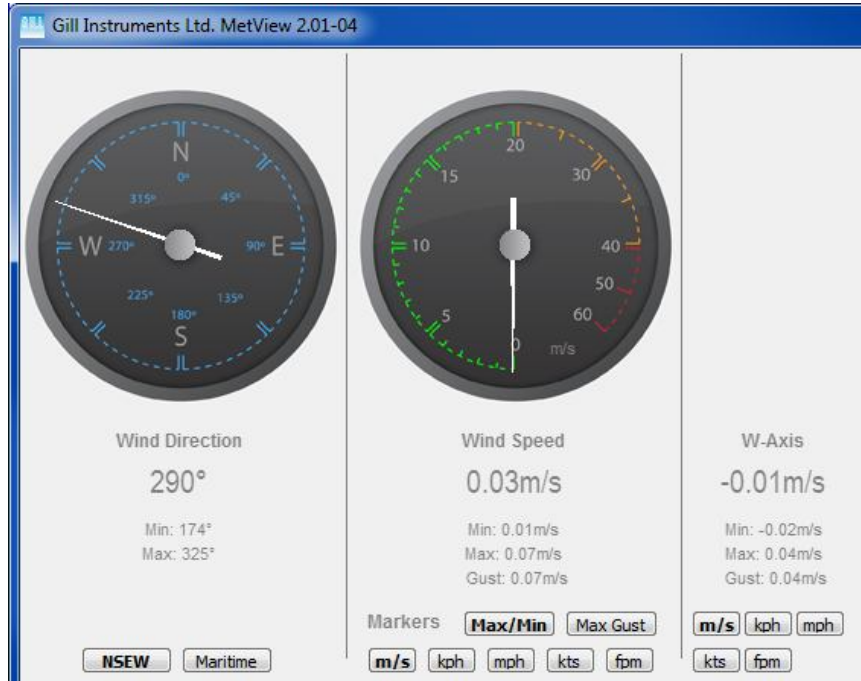 Gill Instruments Ltd. MetView 2.01-04
N
0°
315° 45°
W 270° 90° E
225° 135°
180°
S
20
15 30
10 40
50
5 60
0
m/s
Wind Direction
290°
Min: 174°
Max: 325°
NSEW Maritime
Wind Speed
0.03m/s
Min: 0.01m/s
Max: 0.07m/s
Gust: 0.07m/s
Markers Max/Min Max Gust
m/s kph mph kts fpm
W-Axis
-0.01m/s
Min: -0.02m/s
Max: 0.04m/s
Gust: 0.04m/s
m/s kph mph
kts fpm